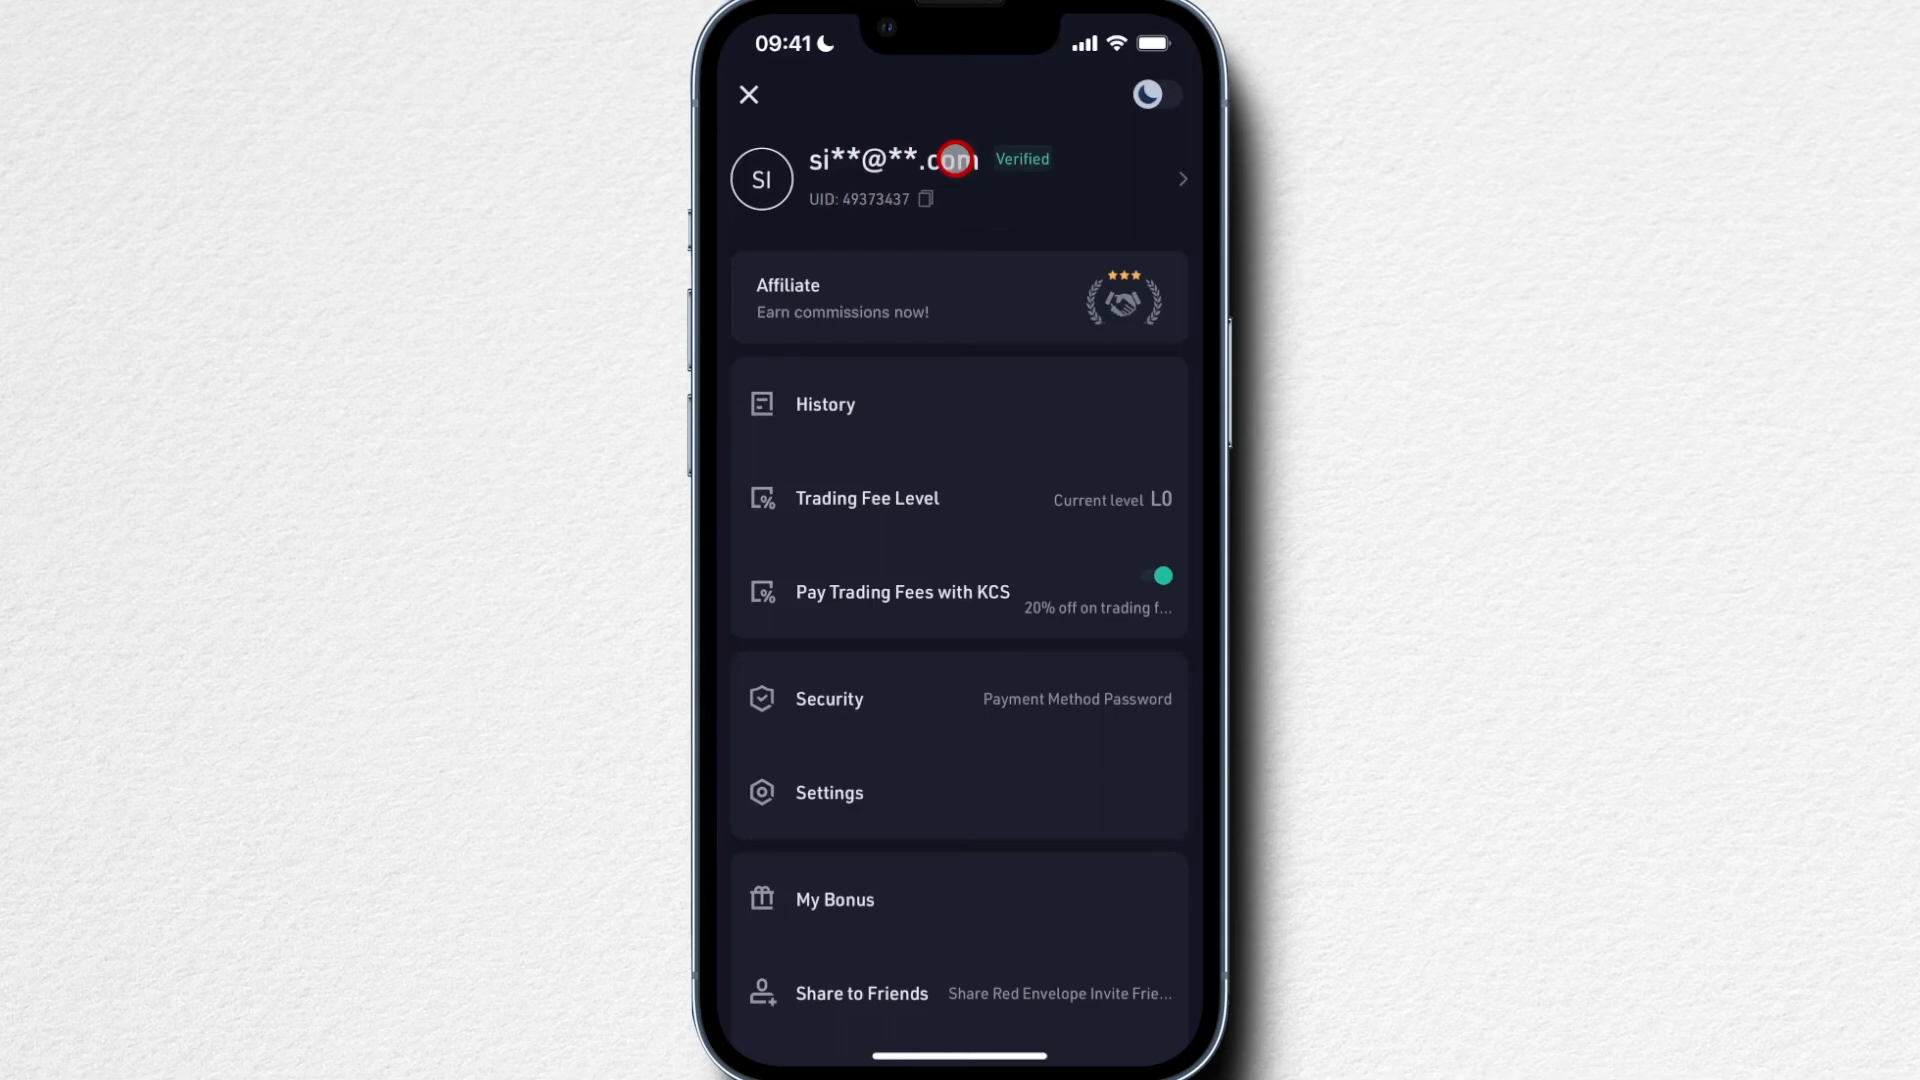 09:41
si**@**.com Verified
SI
UID: 49373437
Affiliate
Earn commissions now!
History
Trading Fee Level Current level L0
Pay Trading Fees with KCS
20% off on trading f...
Security Payment Method Password
Settings
My Bonus
Share to Friends Share Red Envelope Invite Frie...